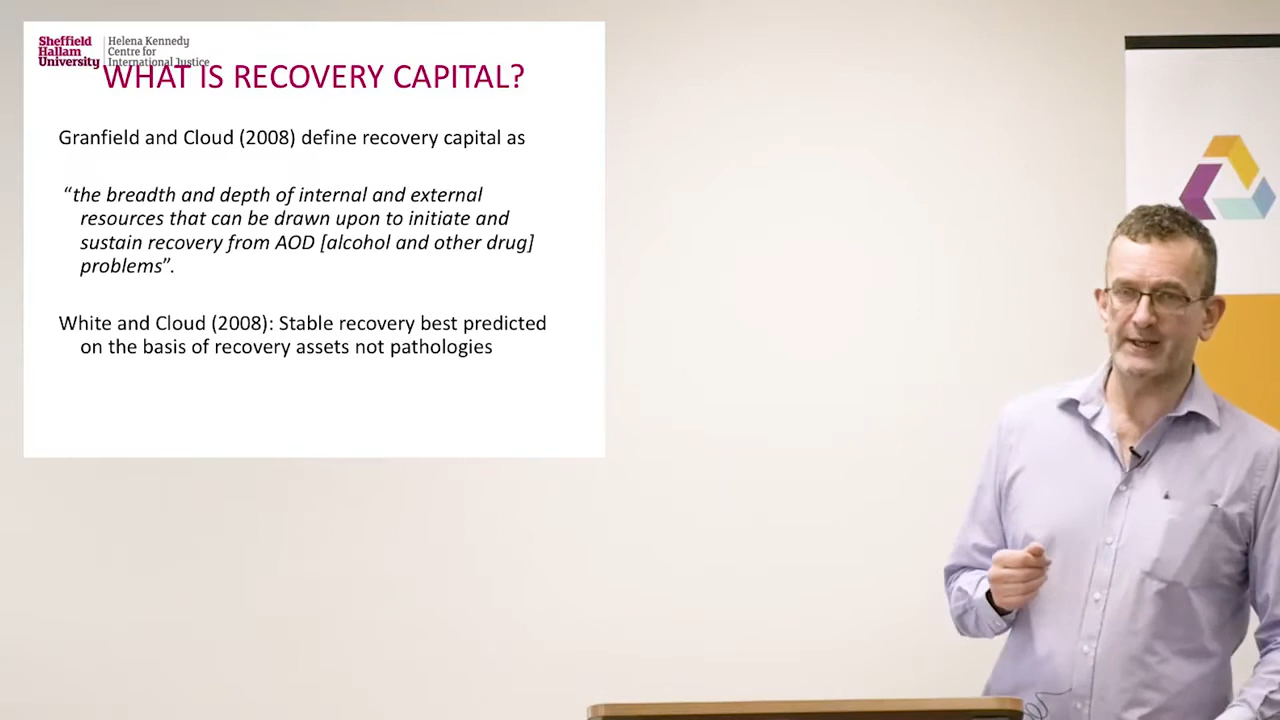 Sheffield
Hallam
University
Helena Kennedy
Centre for
International Justice
WHAT IS RECOVERY CAPITAL?
Granfield and Cloud (2008) define recovery capital as
“the breadth and depth of internal and external
resources that can be drawn upon to initiate and
sustain recovery from AOD [alcohol and other drug]
problems”.
White and Cloud (2008): Stable recovery best predicted
on the basis of recovery assets not pathologies